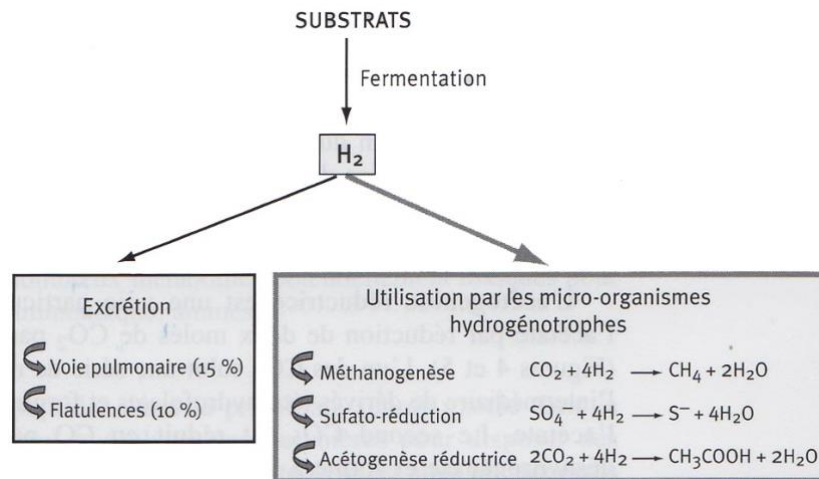 SUBSTRATS
Fermentation
H₂
Excrétion
Voie pulmonaire (15 %)
Flatulences (10 %)
Utilisation par les micro-organismes
hydrogénotrophes
Méthanogenèse CO₂ + 4H₂ → CH₄ + 2H₂O
Sufato-réduction SO₄⁻ + 4H₂ → S⁻⁻ + 4H₂O
Acétogenèse réductrice 2CO₂ + 4H₂ → CH₃COOH + 2H₂O